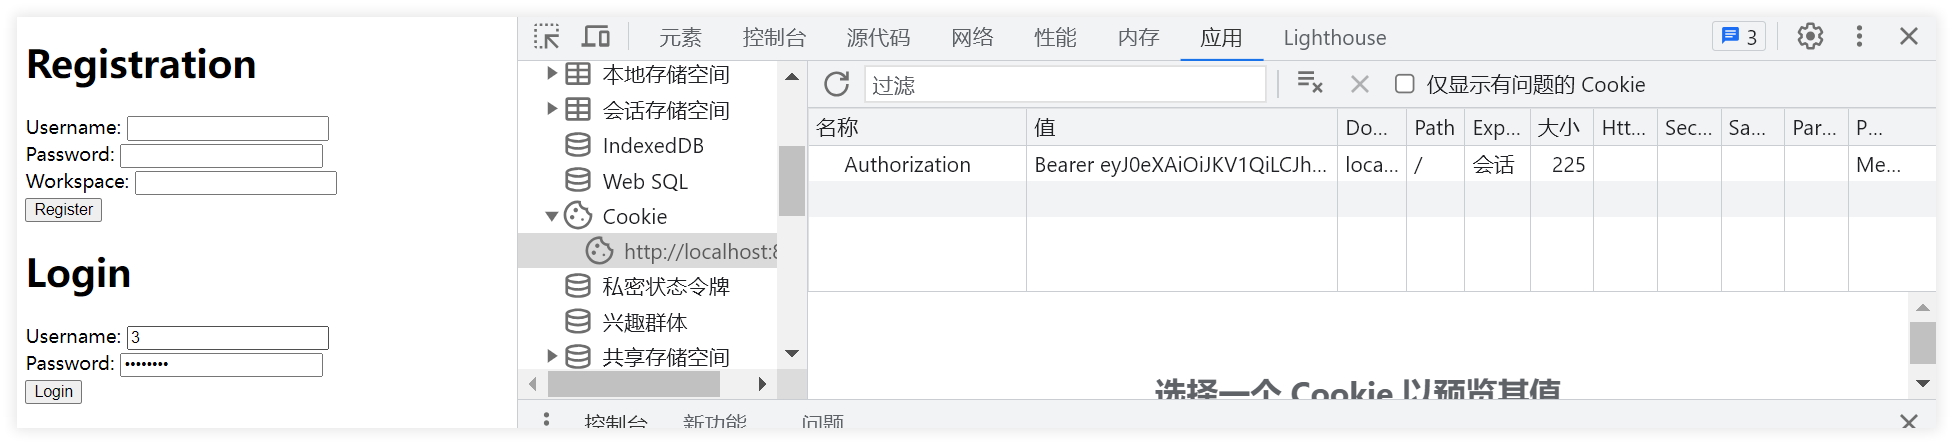 Registration
Username:
Password:
Workspace:
Register
Login
Username: 3
Password: ••••••••
Login
元素 控制台 源代码 网络 性能 内存 应用 Lighthouse 3
本地存储空间
会话存储空间
IndexedDB
Web SQL
Cookie
http://localhost:8
私密状态令牌
兴趣群体
共享存储空间
过滤 仅显示有问题的 Cookie
名称 值 Do... Path Exp... 大小 Htt... Sec... Sa... Par... P...
Authorization Bearer eyJ0eXAiOiJKV1QiLCJh... loca... / 会话 225 Me...
选择一个 Cookie 以预览其值
控制台 新功能 问题